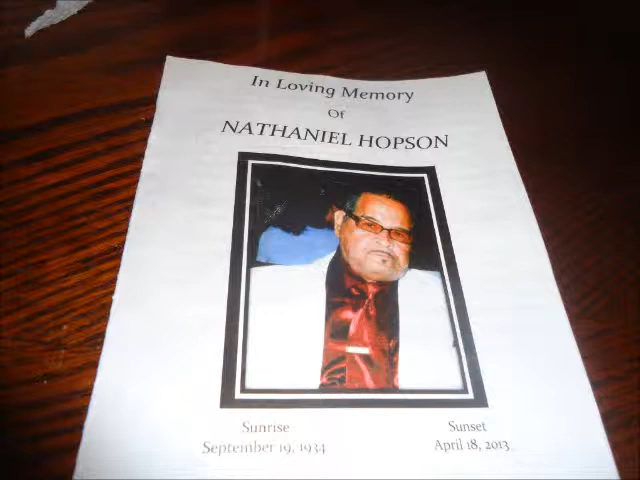 In Loving Memory
Of
NATHANIEL HOPSON
Sunrise
Sunset
September 19, 1934
April 18, 2013